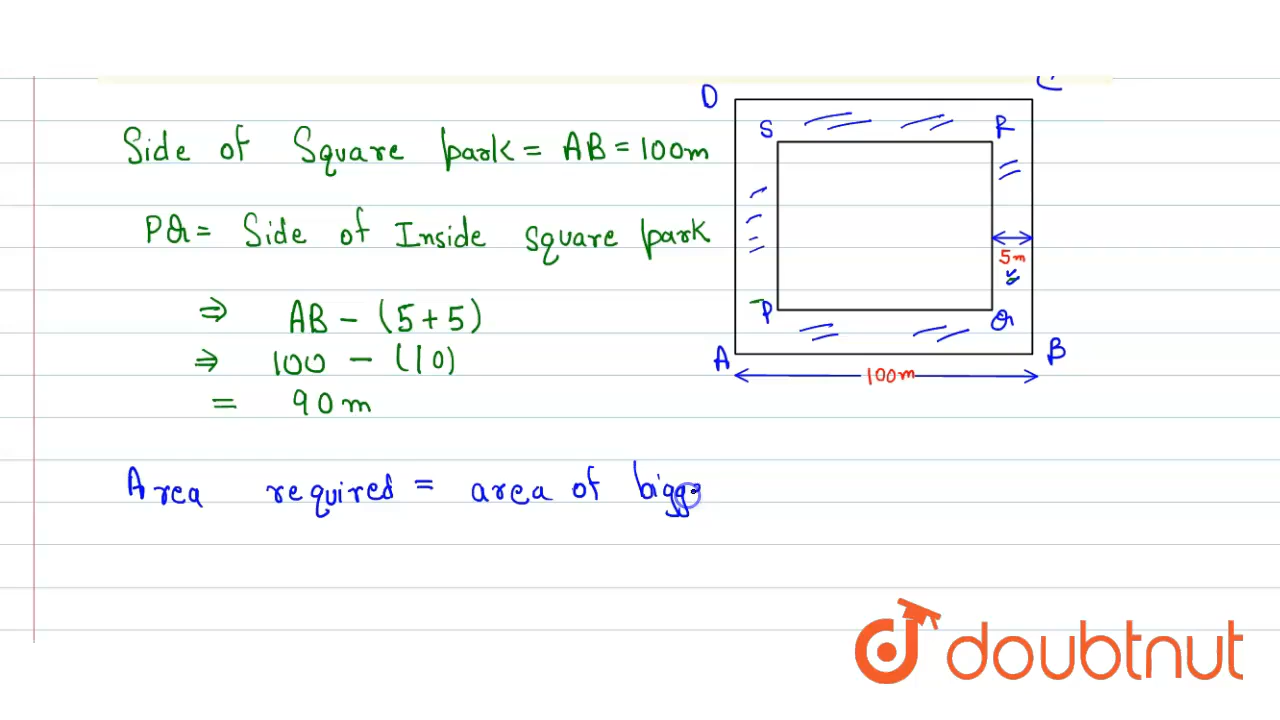 Side of Square park = AB = 100m
PQ = Side of Inside square park
⇒ AB - (5+5)
⇒ 100 - (10)
= 90m
Area required = area of bigg
D
S R
5m
P Q
A B
100m
doubtnut